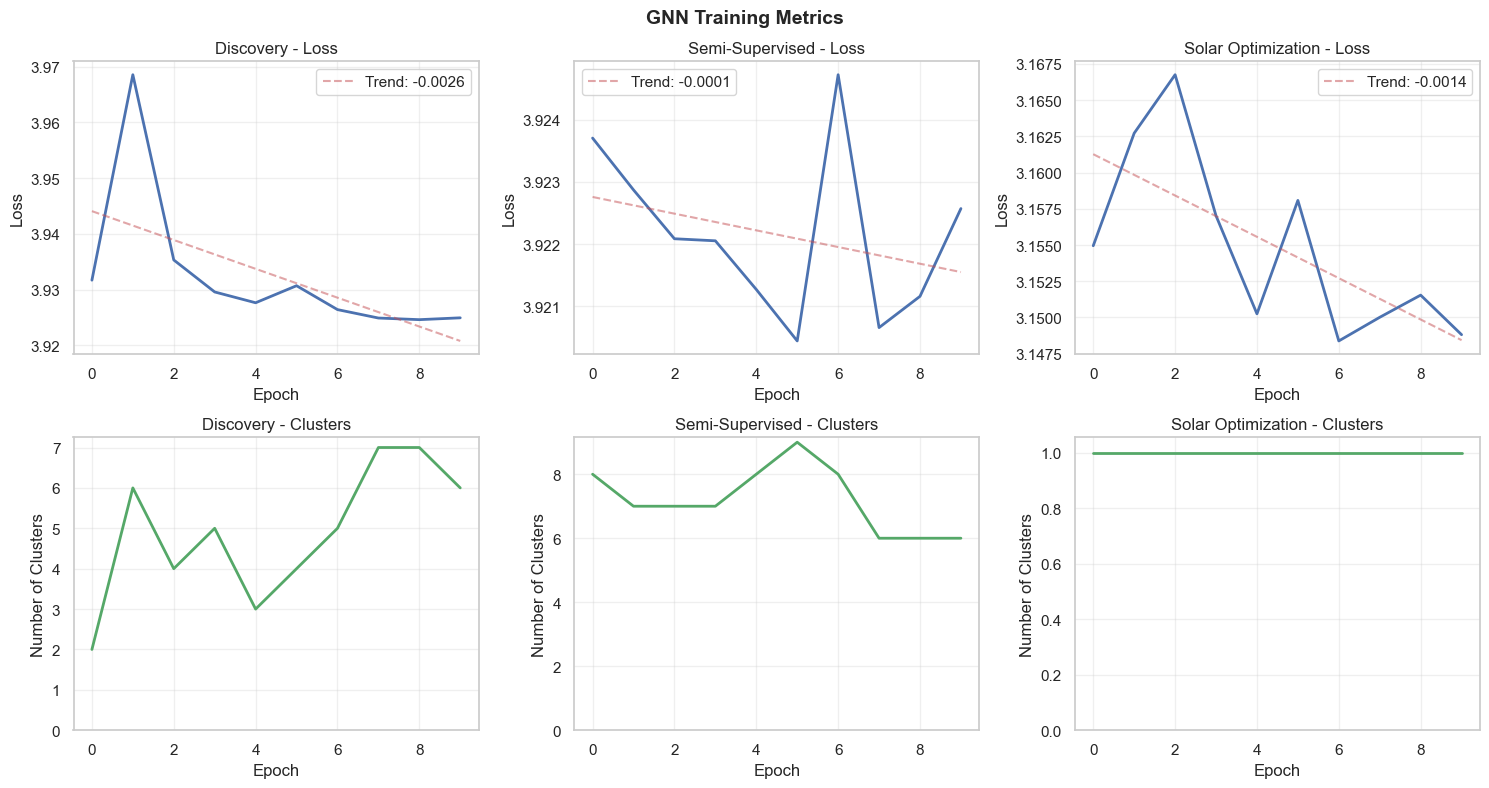 GNN Training Metrics
Discovery - Loss
Trend: -0.0026
3.97
3.96
3.95
3.94
3.93
3.92
Loss
0 2 4 6 8
Epoch
Semi-Supervised - Loss
Trend: -0.0001
3.924
3.923
3.922
3.921
Loss
0 2 4 6 8
Epoch
Solar Optimization - Loss
Trend: -0.0014
3.1675
3.1650
3.1625
3.1600
3.1575
3.1550
3.1525
3.1500
3.1475
Loss
0 2 4 6 8
Epoch
Discovery - Clusters
7
6
5
4
3
2
1
0
Number of Clusters
0 2 4 6 8
Epoch
Semi-Supervised - Clusters
8
6
4
2
0
Number of Clusters
0 2 4 6 8
Epoch
Solar Optimization - Clusters
1.0
0.8
0.6
0.4
0.2
0.0
Number of Clusters
0 2 4 6 8
Epoch